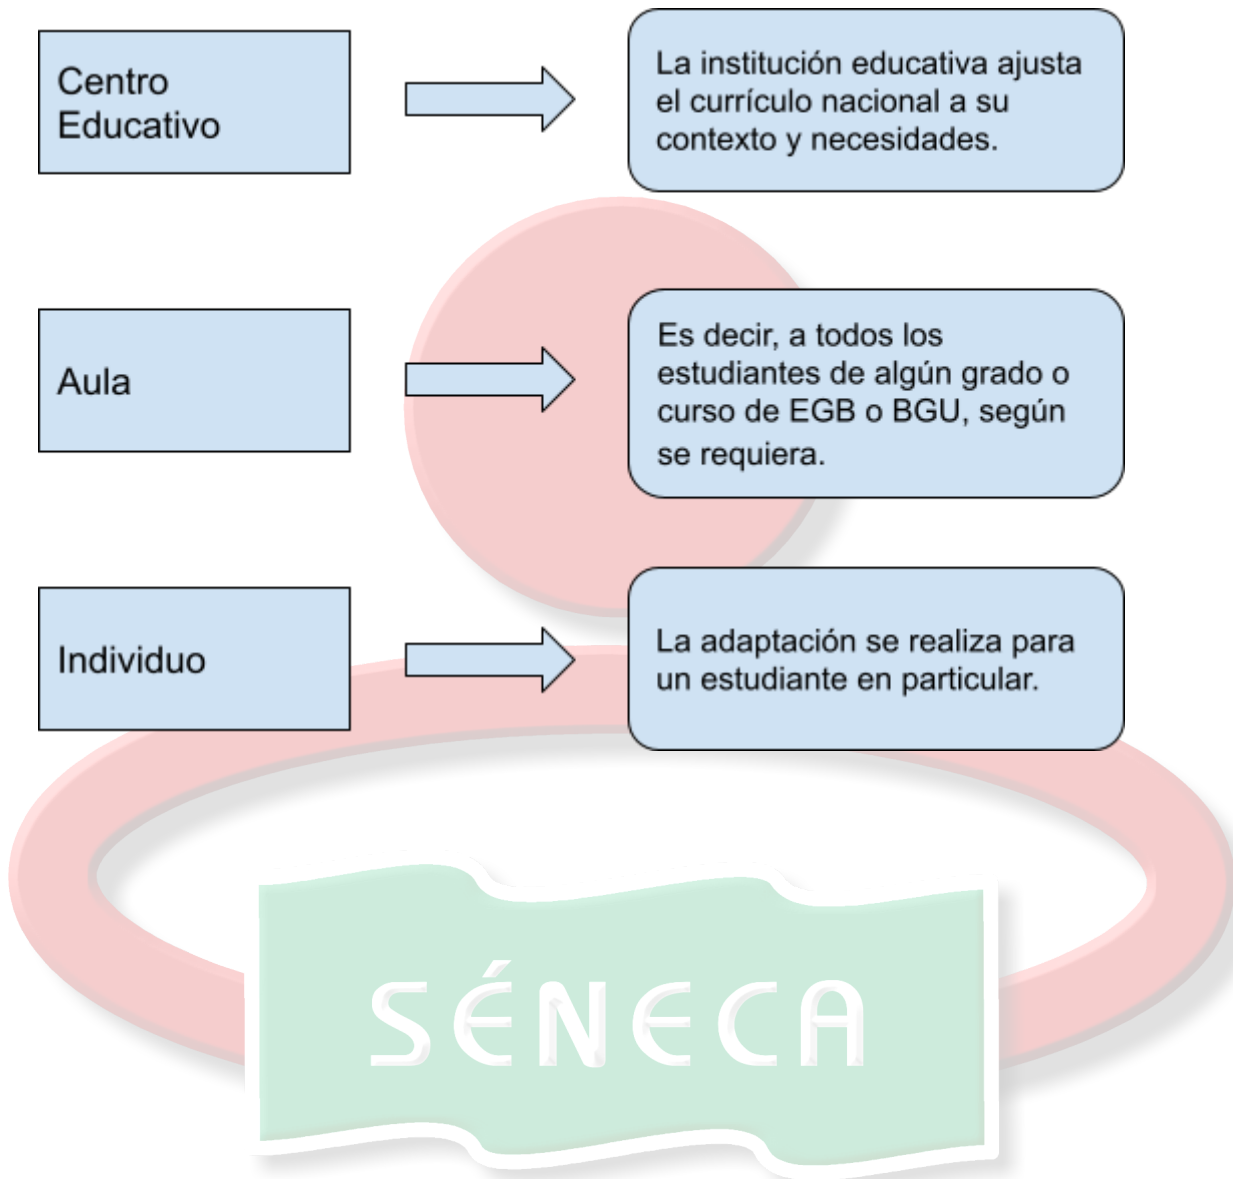 Centro
Educativo
La institución educativa ajusta
el currículo nacional a su
contexto y necesidades.
Aula
Es decir, a todos los
estudiantes de algún grado o
curso de EGB o BGU, según
se requiera.
Individuo
La adaptación se realiza para
un estudiante en particular.
SÉNECA